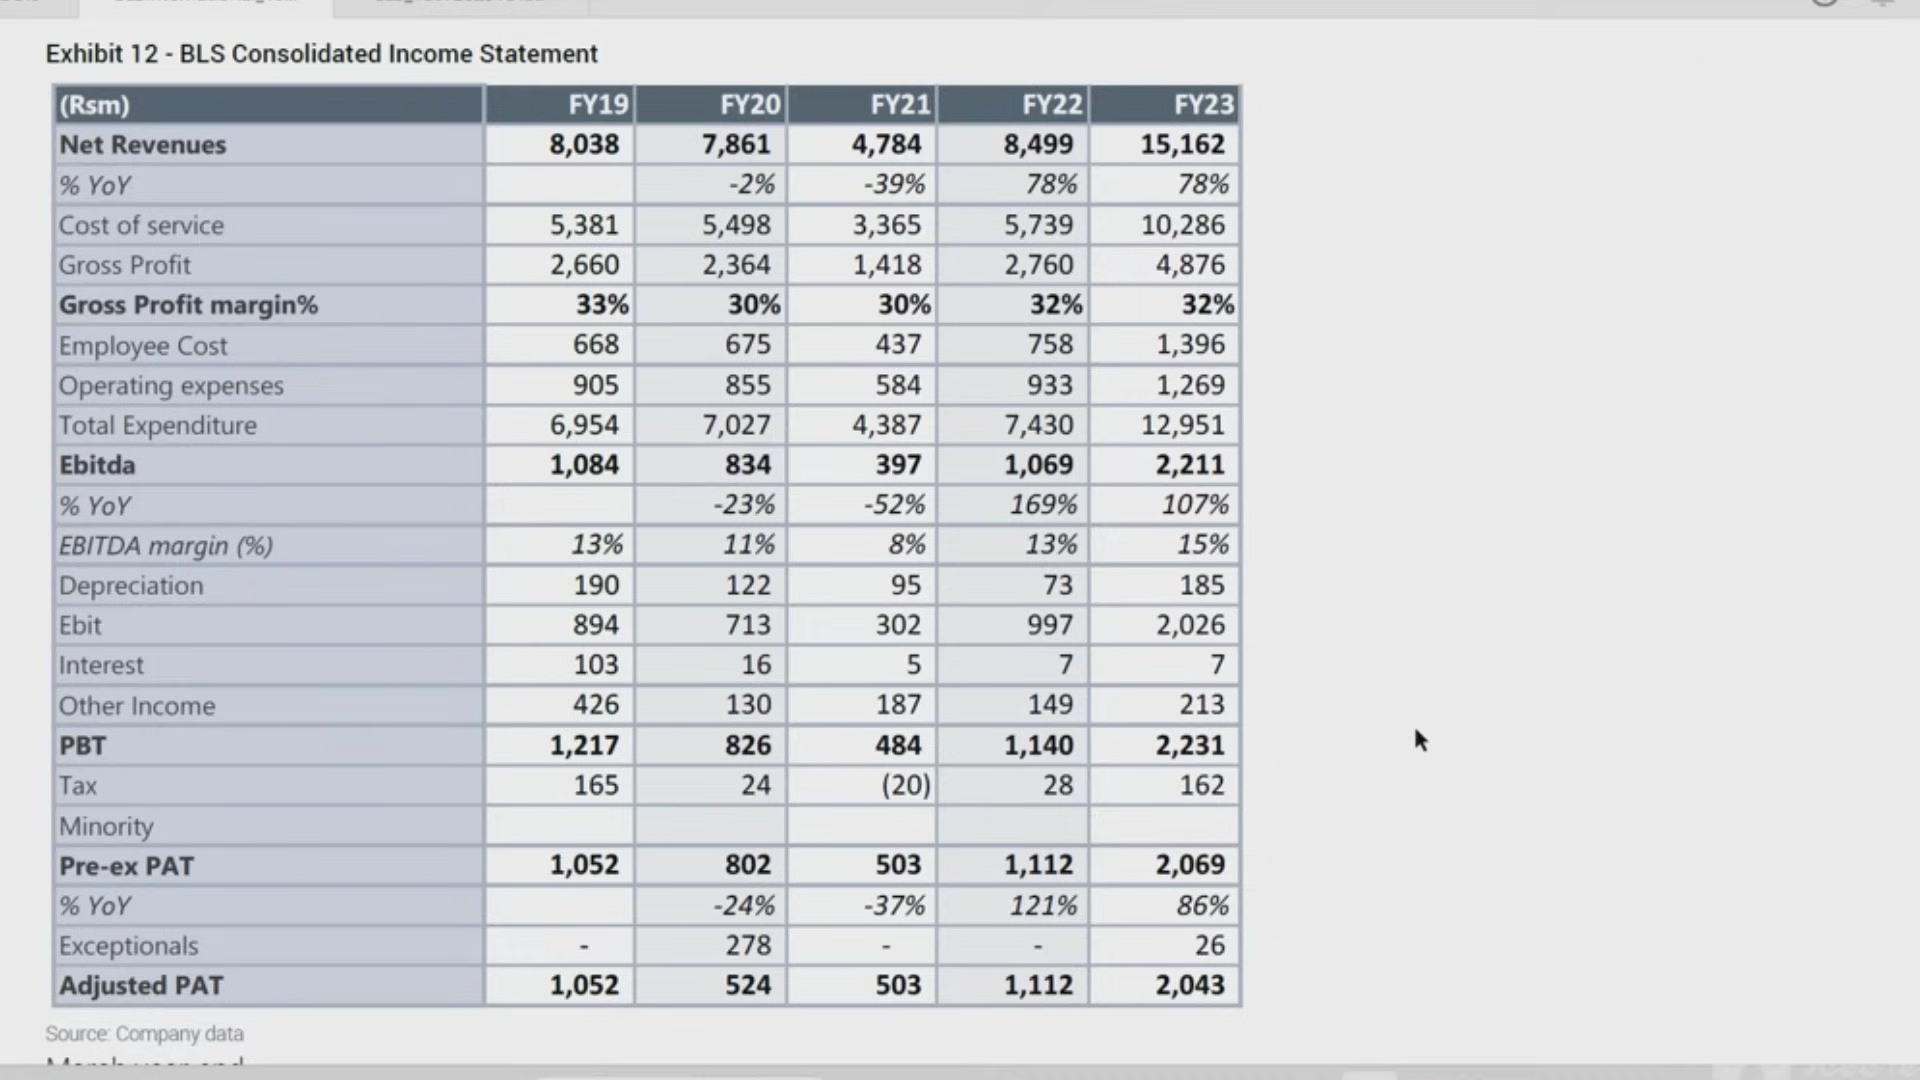 Exhibit 12 - BLS Consolidated Income Statement
(Rsm) FY19 FY20 FY21 FY22 FY23
Net Revenues 8,038 7,861 4,784 8,499 15,162
% YoY -2% -39% 78% 78%
Cost of service 5,381 5,498 3,365 5,739 10,286
Gross Profit 2,660 2,364 1,418 2,760 4,876
Gross Profit margin% 33% 30% 30% 32% 32%
Employee Cost 668 675 437 758 1,396
Operating expenses 905 855 584 933 1,269
Total Expenditure 6,954 7,027 4,387 7,430 12,951
Ebitda 1,084 834 397 1,069 2,211
% YoY -23% -52% 169% 107%
EBITDA margin (%) 13% 11% 8% 13% 15%
Depreciation 190 122 95 73 185
Ebit 894 713 302 997 2,026
Interest 103 16 5 7 7
Other Income 426 130 187 149 213
PBT 1,217 826 484 1,140 2,231
Tax 165 24 (20) 28 162
Minority
Pre-ex PAT 1,052 802 503 1,112 2,069
% YoY -24% -37% 121% 86%
Exceptionals - 278 - - 26
Adjusted PAT 1,052 524 503 1,112 2,043
Source: Company data